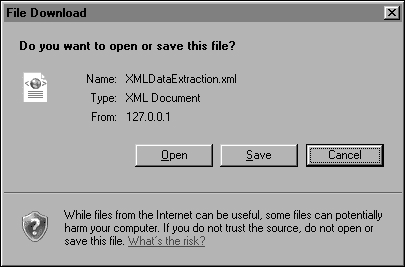 File Download
Do you want to open or save this file?
Name: XMLDataExtraction.xml
Type: XML Document
From: 127.0.0.1
Open Save Cancel
While files from the Internet can be useful, some files can potentially
harm your computer. If you do not trust the source, do not open or
save this file. What's the risk?